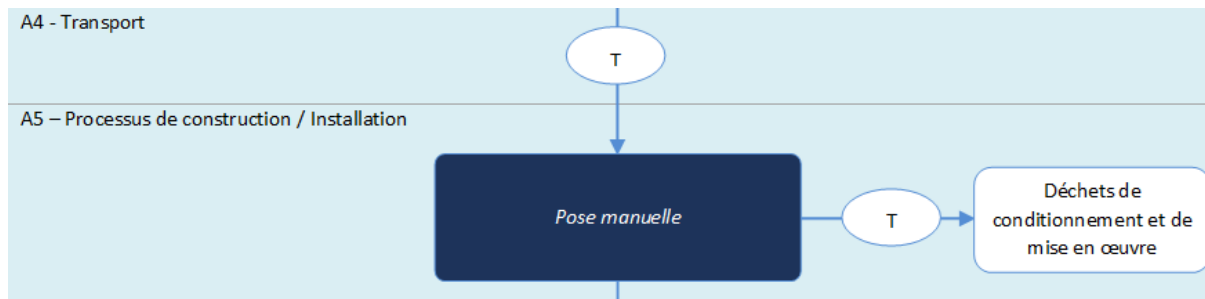 A4 - Transport
T
A5 – Processus de construction / Installation
Pose manuelle
T
Déchets de
conditionnement et de
mise en œuvre